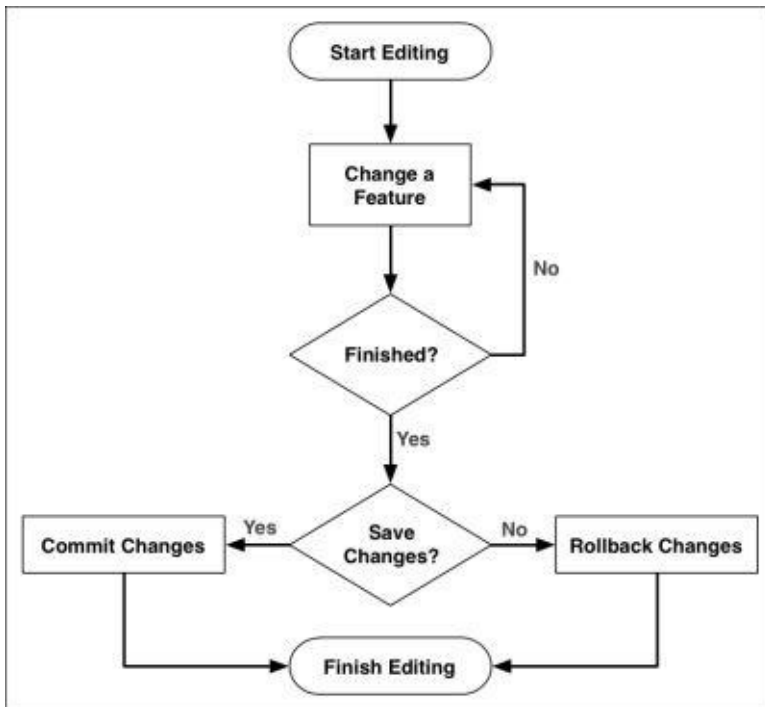 Start Editing
Change a
Feature
No
Finished?
Yes
Yes
Save
Changes?
No
Commit Changes
Rollback Changes
Finish Editing